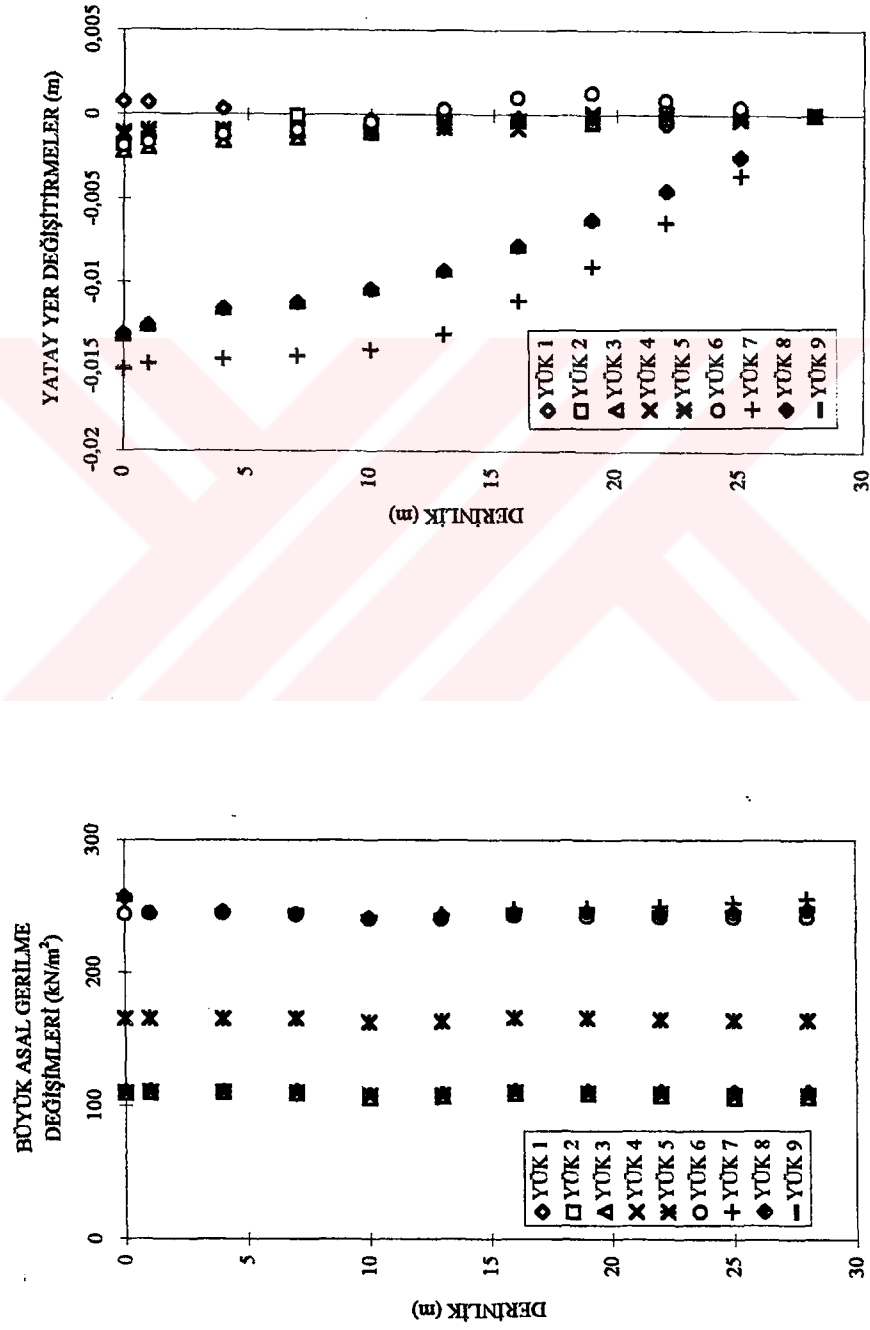 YATAY YER DEĞİŞİTİRMELER (m)
-0,02
-0,015
-0,01
-0,005
0
0,005
0
5
10
15
20
25
30
DERİNLİK (m)
YÜK 1
YÜK 2
YÜK 3
YÜK 4
YÜK 5
YÜK 6
YÜK 7
YÜK 8
YÜK 9
BÜYÜK ASAL GERİLME
DEĞİŞİMLERİ (kN/m²)
0
100
200
300
0
5
10
15
20
25
30
DERİNLİK (m)
YÜK 1
YÜK 2
YÜK 3
YÜK 4
YÜK 5
YÜK 6
YÜK 7
YÜK 8
YÜK 9